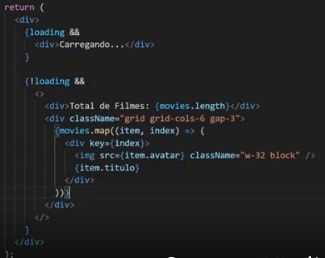 return (
  <div>
    {loading &&
      <div>Carregando...</div>
    }

    {!loading &&
      <>
        <div>Total de Filmes: {movies.length}</div>
        <div className="grid grid-cols-6 gap-3">
          {movies.map((item, index) => (
            <div key={index}>
              <img src={item.avatar} className="w-32 block" />
              {item.titulo}
            </div>
          ))}
        </div>
      </>
    }
  </div>
);